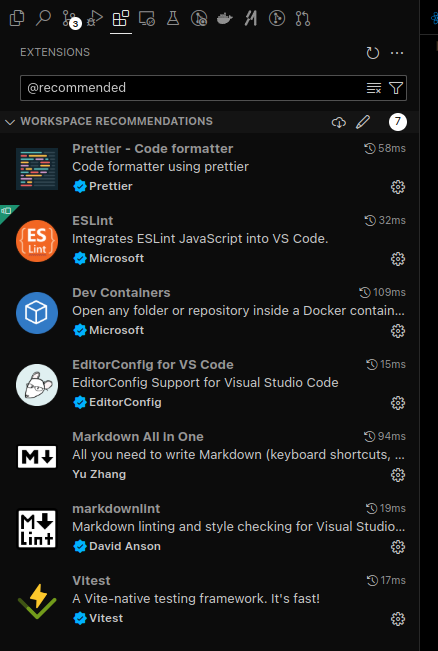 3
EXTENSIONS
@recommended
WORKSPACE RECOMMENDATIONS 7
Prettier - Code formatter 58ms
Code formatter using prettier
Prettier
ES
Lint
ESLint 32ms
Integrates ESLint JavaScript into VS Code.
Microsoft
Dev Containers 109ms
Open any folder or repository inside a Docker contain...
Microsoft
EditorConfig for VS Code 15ms
EditorConfig Support for Visual Studio Code
EditorConfig
M
Markdown All in One 94ms
All you need to write Markdown (keyboard shortcuts, ...
Yu Zhang
M
Lint
markdownlint 19ms
Markdown linting and style checking for Visual Studio...
David Anson
Vitest 17ms
A Vite-native testing framework. It's fast!
Vitest